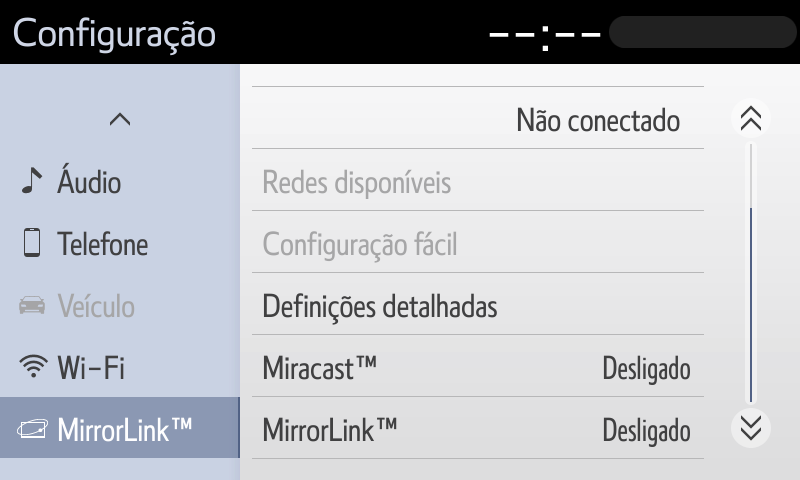 Configuração
--:--
Não conectado
Áudio
Redes disponíveis
Telefone
Configuração fácil
Veículo
Definições detalhadas
Wi-Fi
Miracast™ Desligado
MirrorLink™
MirrorLink™ Desligado